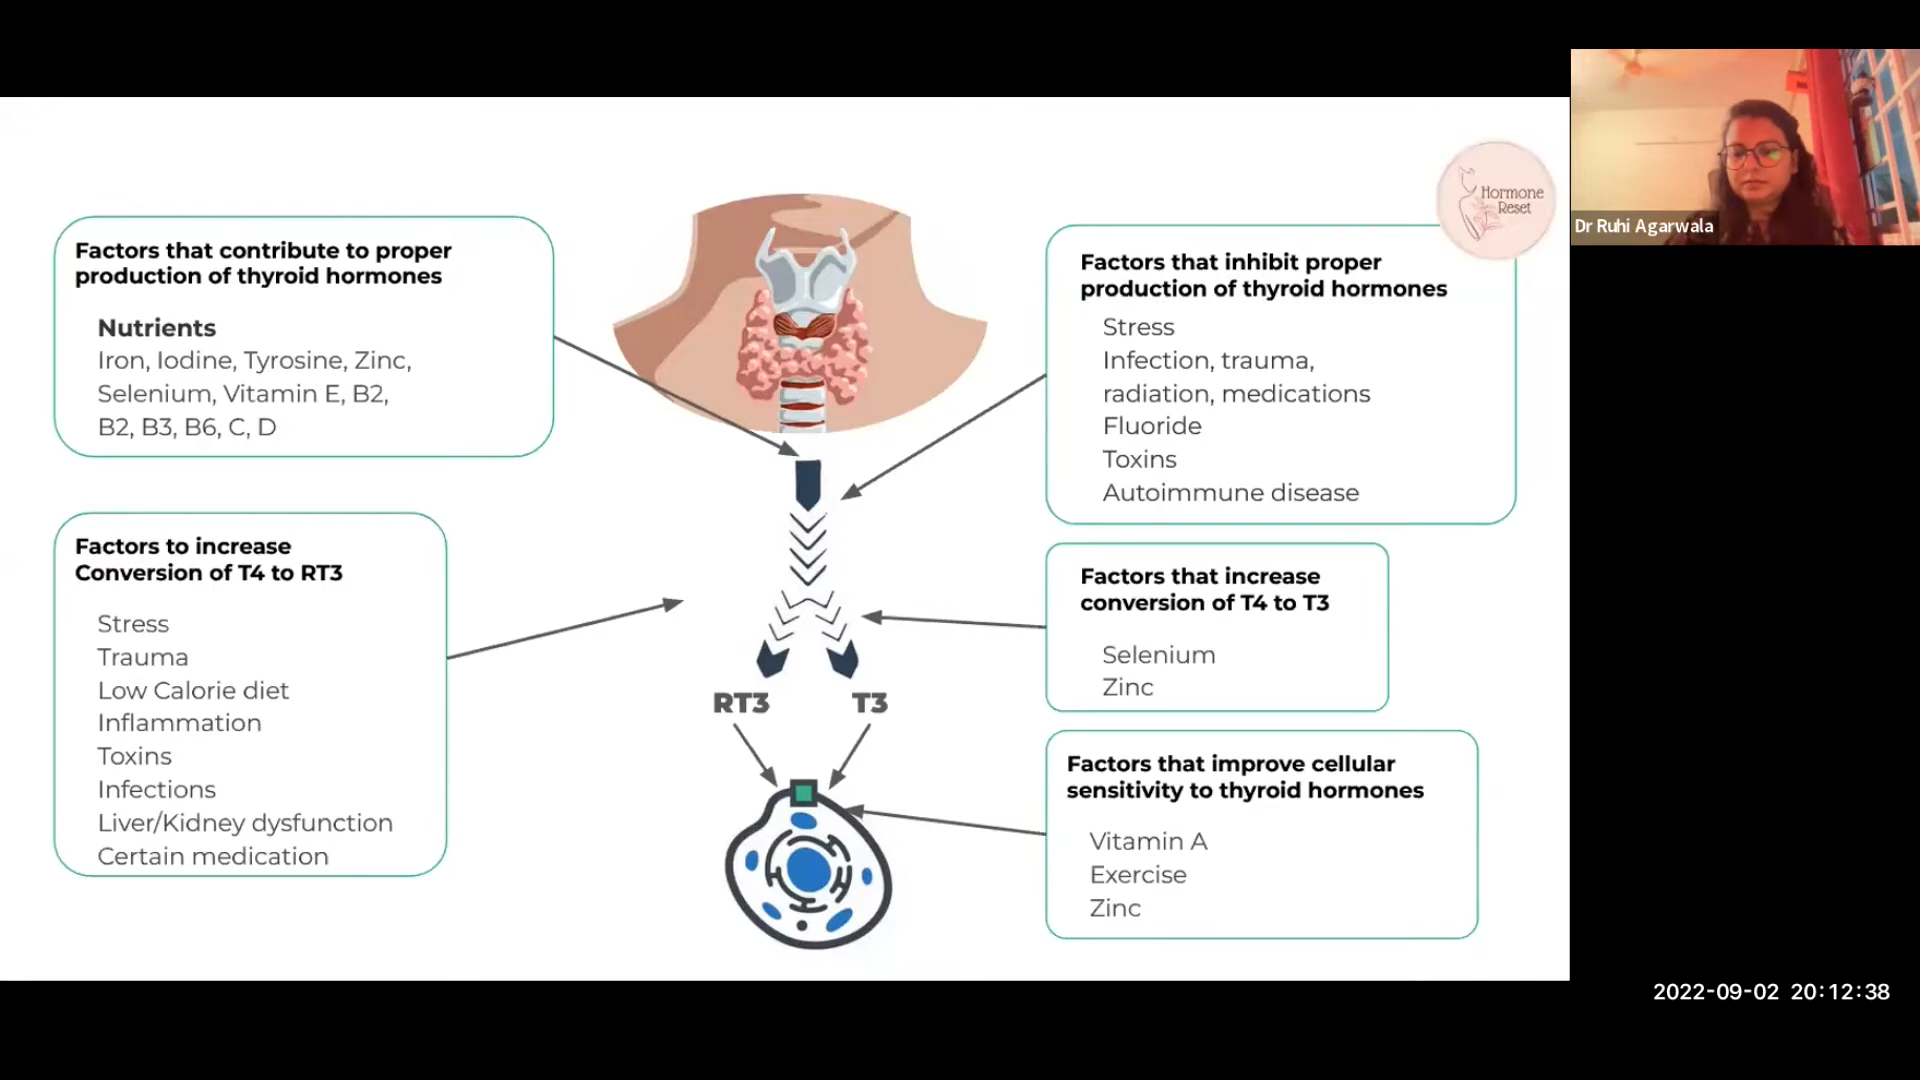 Factors that contribute to proper
production of thyroid hormones
Nutrients
Iron, Iodine, Tyrosine, Zinc,
Selenium, Vitamin E, B2,
B2, B3, B6, C, D
Factors to increase
Conversion of T4 to RT3
Stress
Trauma
Low Calorie diet
Inflammation
Toxins
Infections
Liver/Kidney dysfunction
Certain medication
RT3
T3
Hormone
Reset
Factors that inhibit proper
production of thyroid hormones
Stress
Infection, trauma,
radiation, medications
Fluoride
Toxins
Autoimmune disease
Factors that increase
conversion of T4 to T3
Selenium
Zinc
Factors that improve cellular
sensitivity to thyroid hormones
Vitamin A
Exercise
Zinc
Dr Ruhi Agarwala
2022-09-02 20:12:38